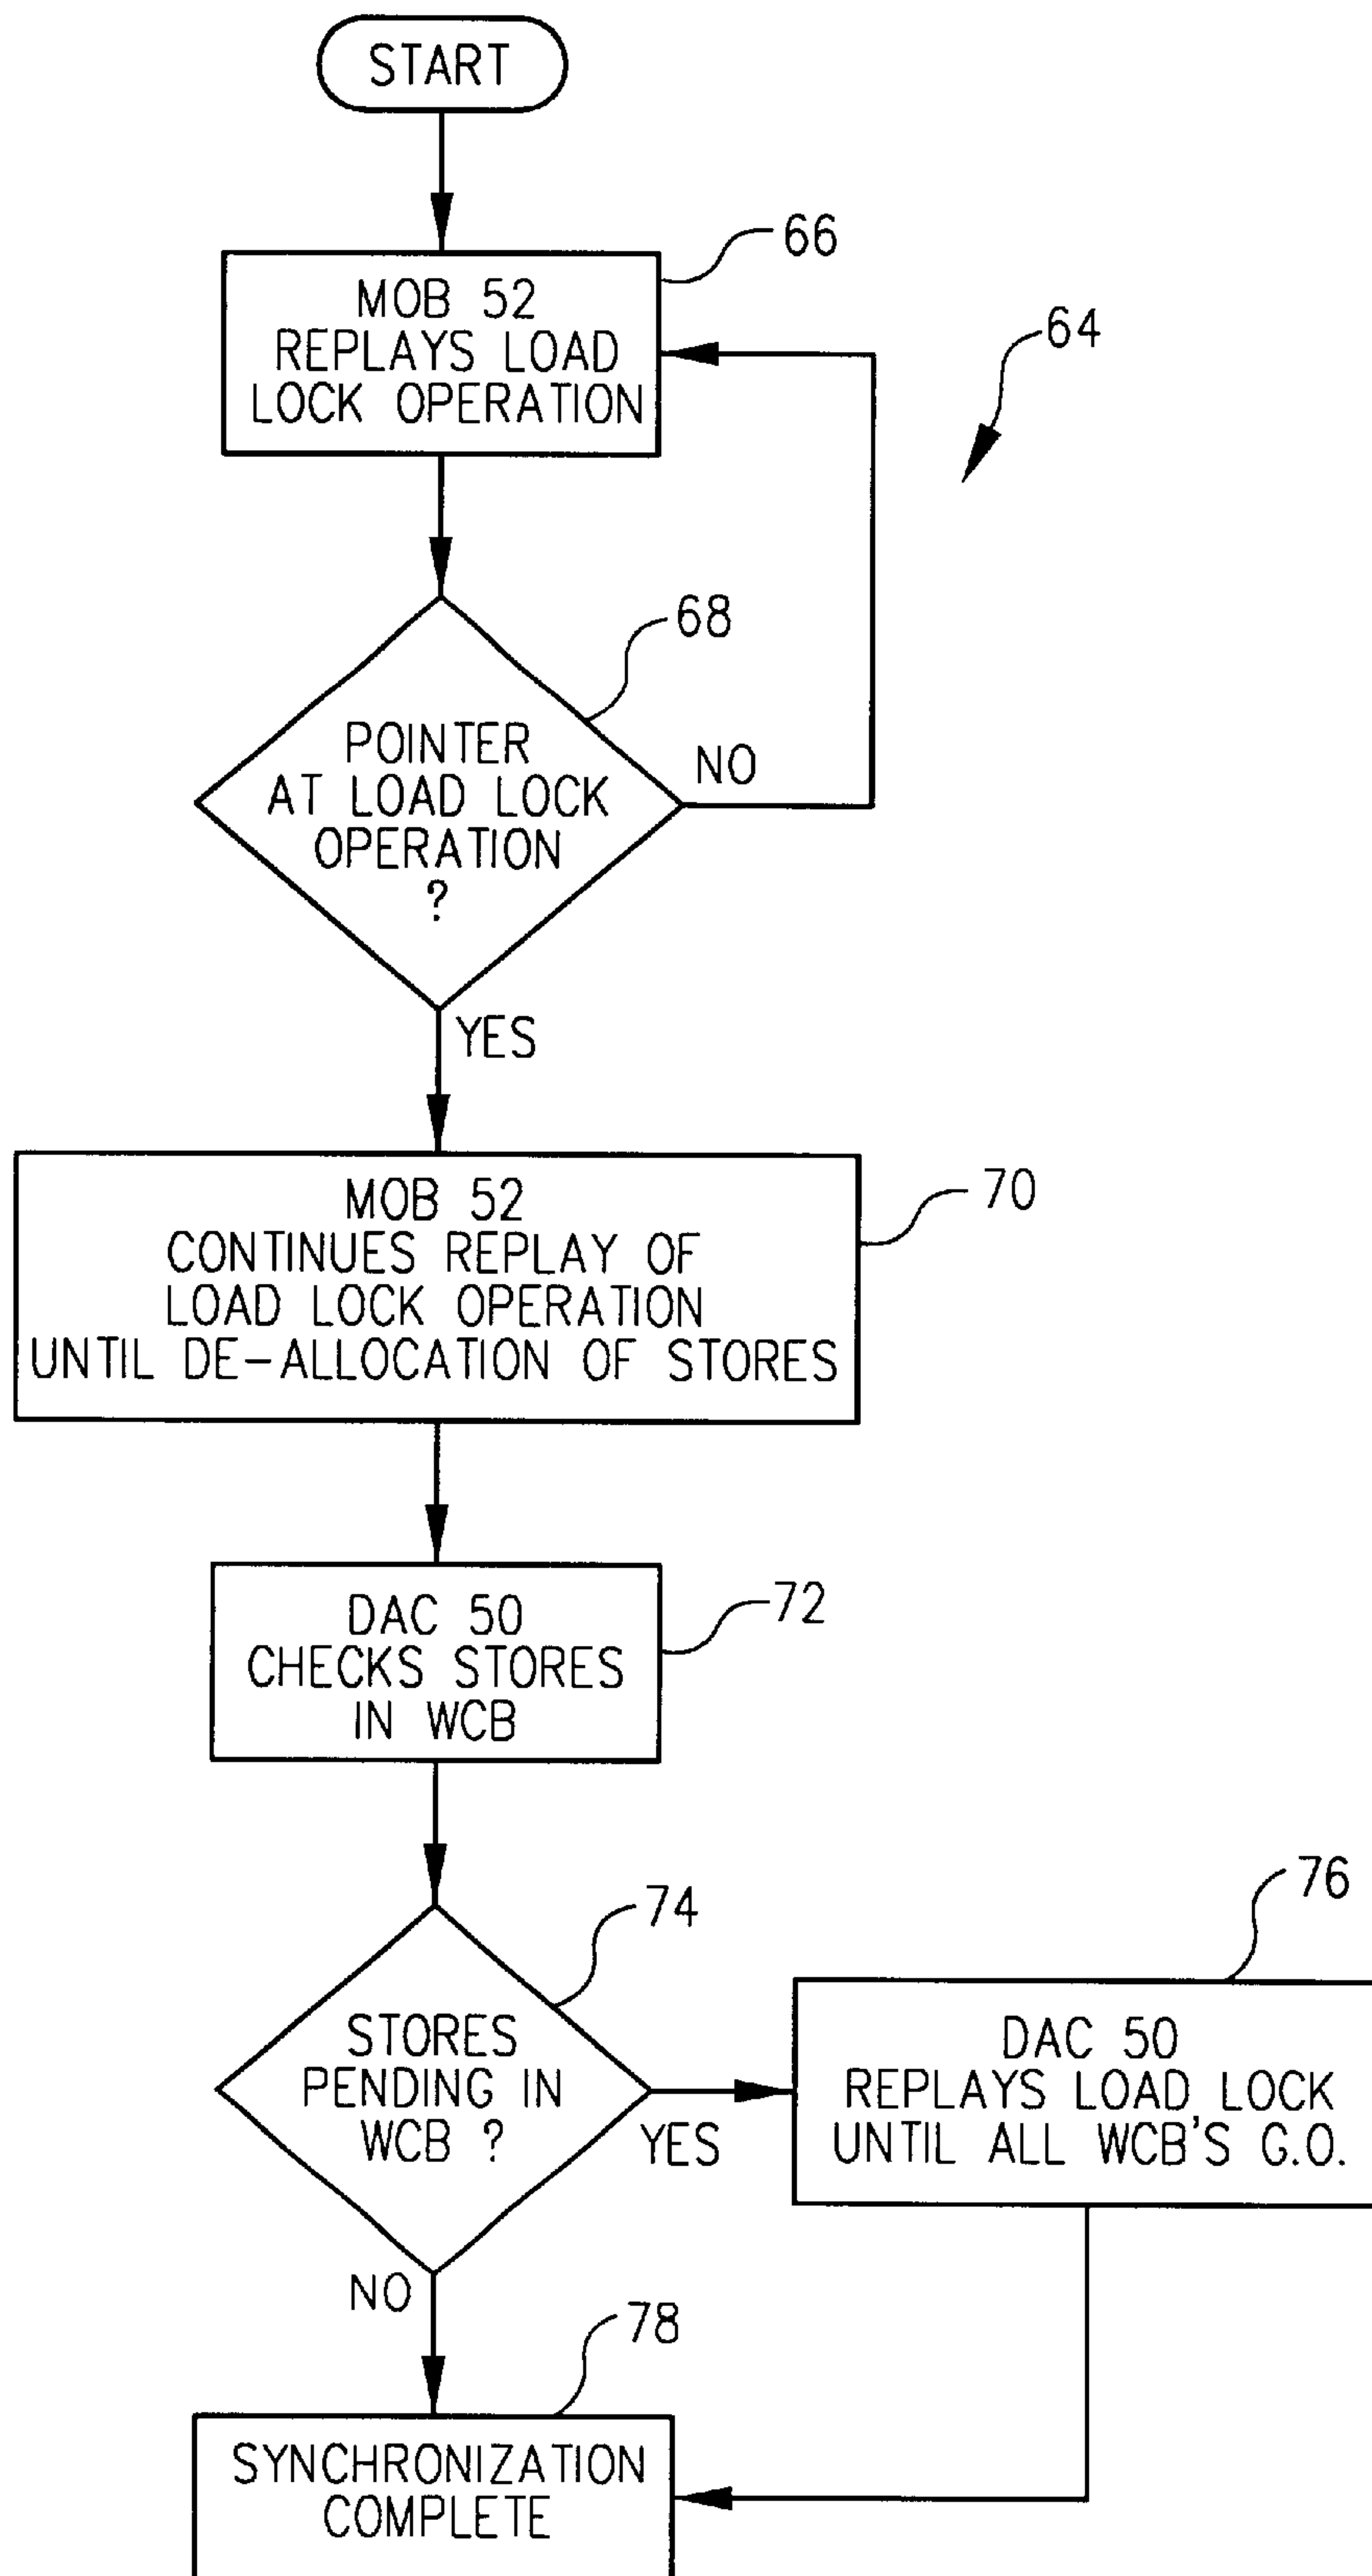 START
66
MOB 52
REPLAYS LOAD
LOCK OPERATION
64
68
POINTER
AT LOAD LOCK
OPERATION
?
NO
YES
70
MOB 52
CONTINUES REPLAY OF
LOAD LOCK OPERATION
UNTIL DE-ALLOCATION OF STORES
72
DAC 50
CHECKS STORES
IN WCB
74
STORES
PENDING IN
WCB ?
YES
76
DAC 50
REPLAYS LOAD LOCK
UNTIL ALL WCB'S G.O.
NO
78
SYNCHRONIZATION
COMPLETE